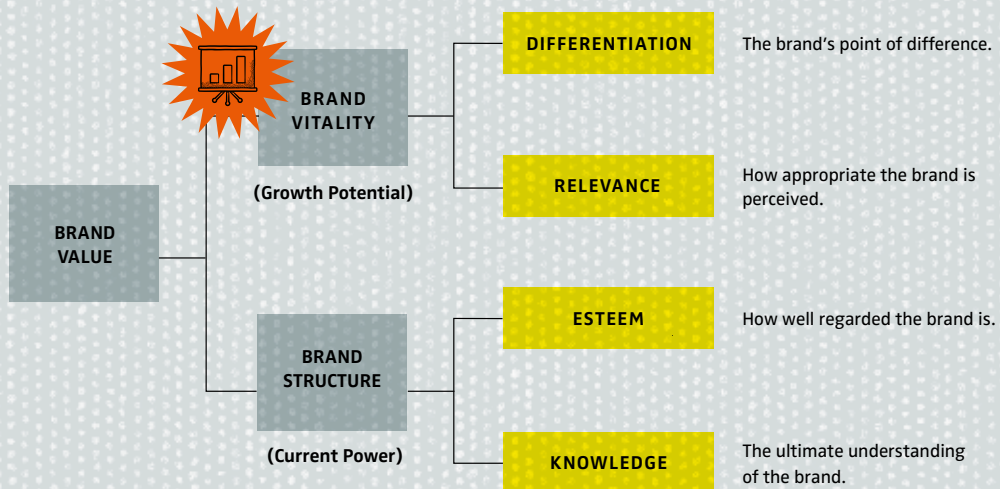 BRAND
VALUE
BRAND
VITALITY
(Growth Potential)
DIFFERENTIATION
The brand’s point of difference.
RELEVANCE
How appropriate the brand is
perceived.
BRAND
STRUCTURE
(Current Power)
ESTEEM
How well regarded the brand is.
KNOWLEDGE
The ultimate understanding
of the brand.